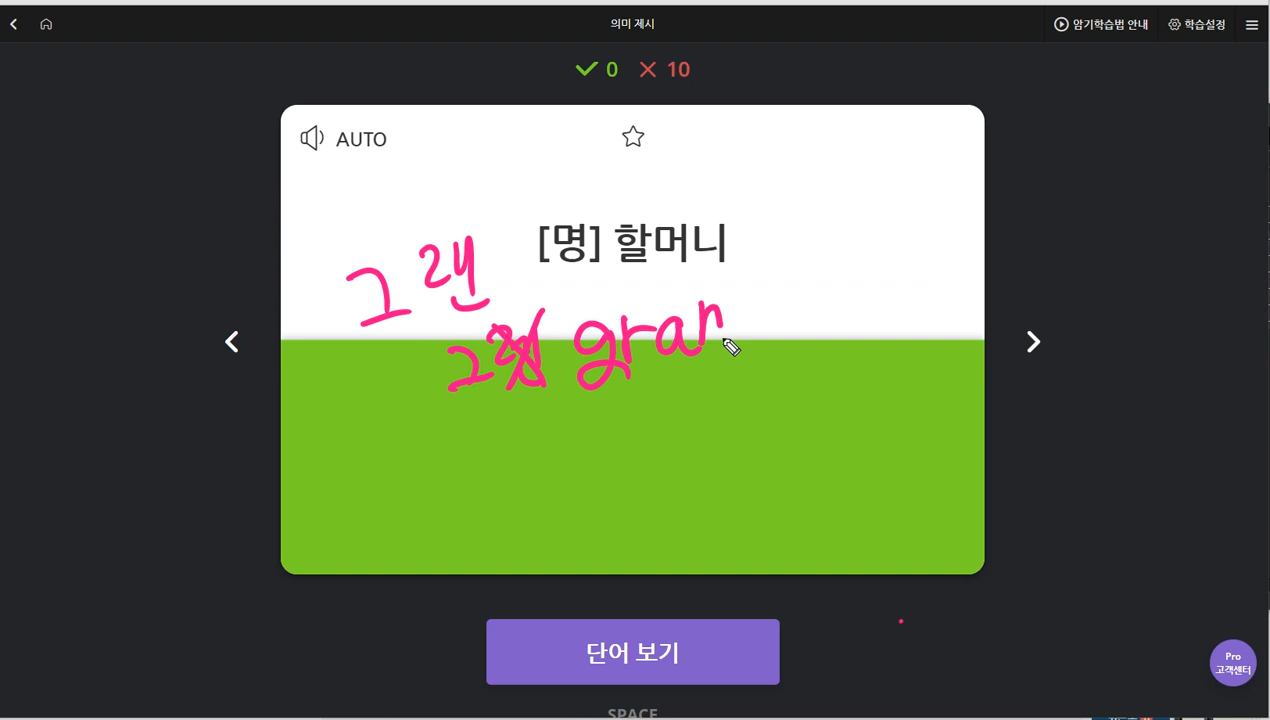 의미 제시
암기학습법 안내
학습설정
0
10
AUTO
[명] 할머니
그랜
그 gran
단어 보기
Pro
고객센터
SPACE